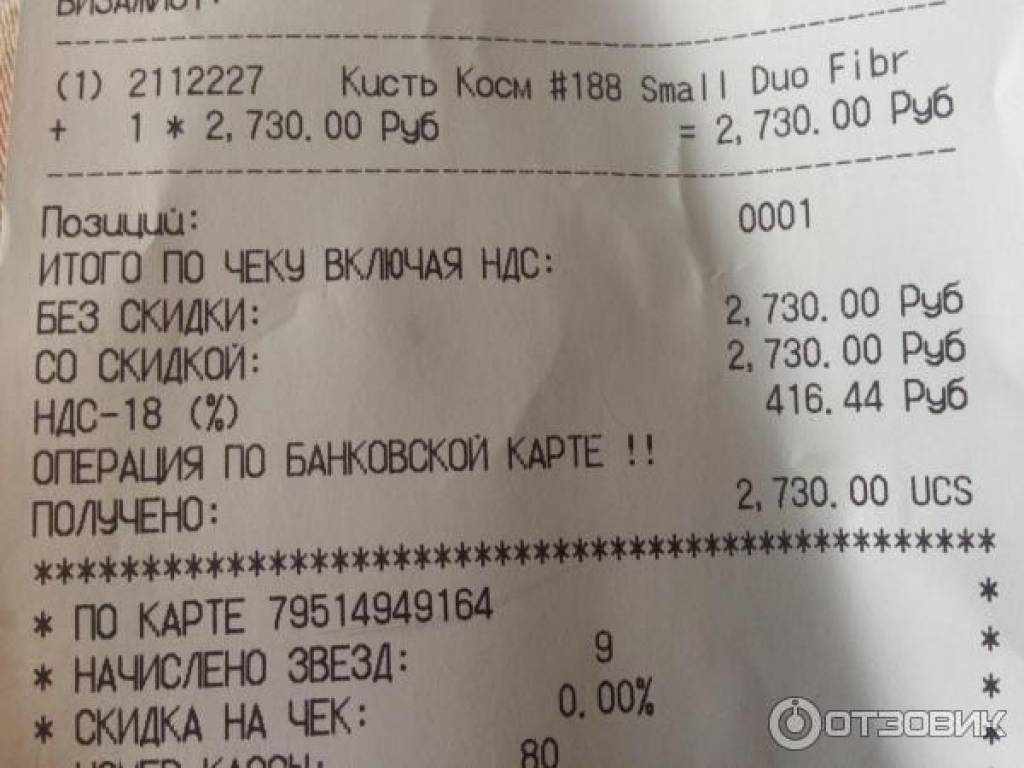 ВИЗАЖИСТ:
(1) 2112227 Кисть Косм #188 Small Duo Fibr
+ 1 * 2,730.00 Руб = 2,730.00 Руб
Позиций: 0001
ИТОГО ПО ЧЕКУ ВКЛЮЧАЯ НДС:
БЕЗ СКИДКИ: 2,730.00 Руб
СО СКИДКОЙ: 2,730.00 Руб
НДС-18 (%) 416.44 Руб
ОПЕРАЦИЯ ПО БАНКОВСКОЙ КАРТЕ !!
ПОЛУЧЕНО: 2,730.00 UCS
*********************************************
* ПО КАРТЕ 79514949164 *
* НАЧИСЛЕНО ЗВЕЗД: 9 *
* СКИДКА НА ЧЕК: 0.00% *
НОМЕР КАССЫ: 80 *
ОТЗОВИК